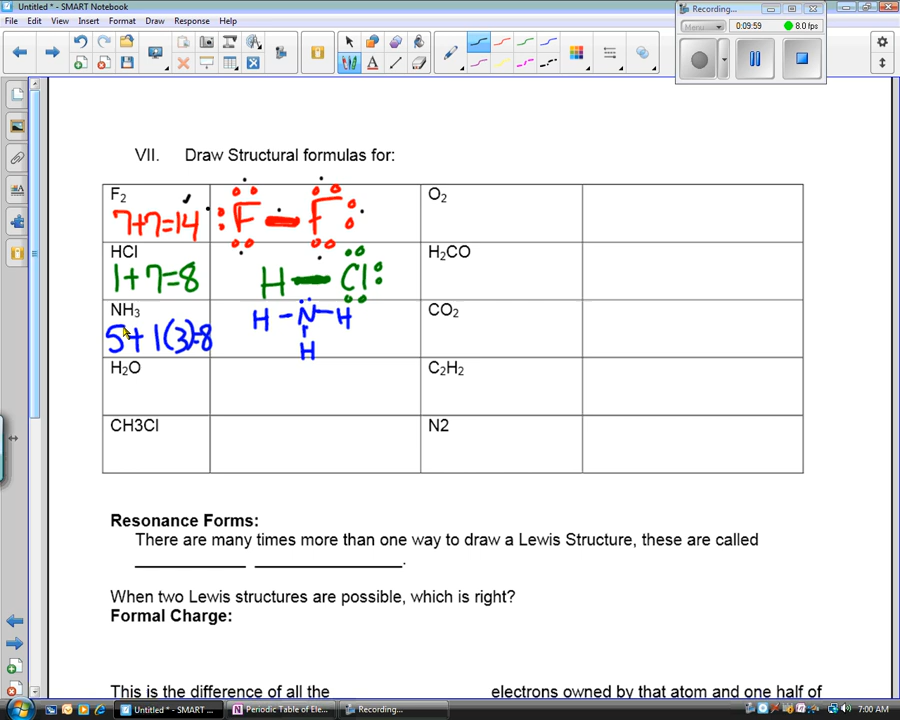 Untitled * - SMART Notebook
Recording...
File Edit View Insert Format Draw Response Help
Menu
00:09:59
8.0 fps
VII. Draw Structural formulas for:
F2
O2
7+7=14
F — F
HCl
H2CO
1+7=8
H — Cl
NH3
CO2
H — N — H
5+ 1(3)=8
H
H2O
C2H2
CH3Cl
N2
Resonance Forms:
There are many times more than one way to draw a Lewis Structure, these are called
____________ ________________.
When two Lewis structures are possible, which is right?
Formal Charge:
This is the difference of all the _________________ electrons owned by that atom and one half of
Untitled * - SMART ...
Periodic Table of Ele...
Recording...
7:00 AM